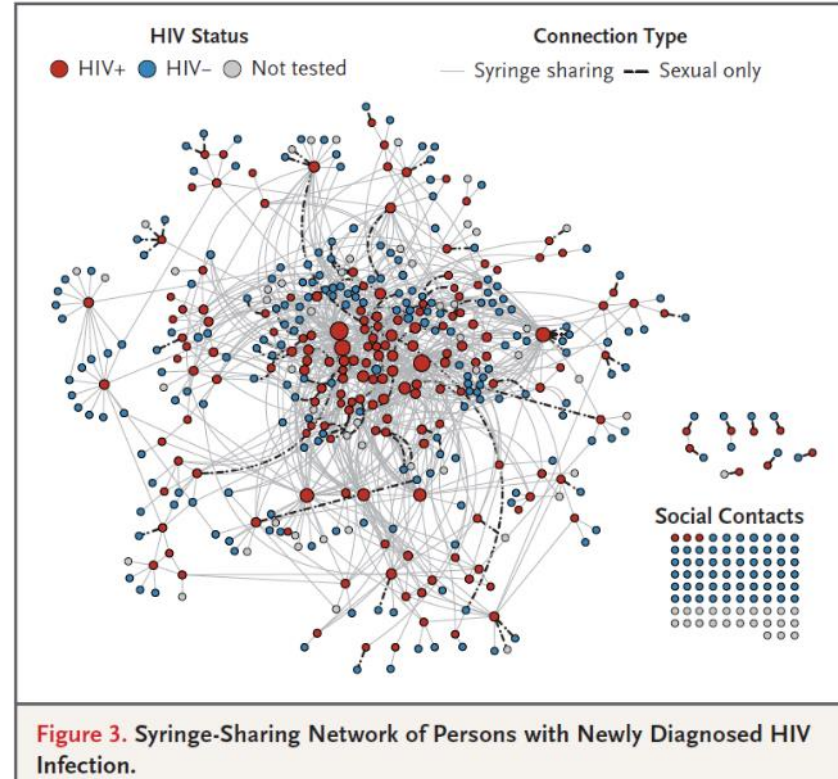 HIV Status
HIV+ HIV– Not tested
Connection Type
Syringe sharing Sexual only
Social Contacts
Figure 3. Syringe-Sharing Network of Persons with Newly Diagnosed HIV
Infection.